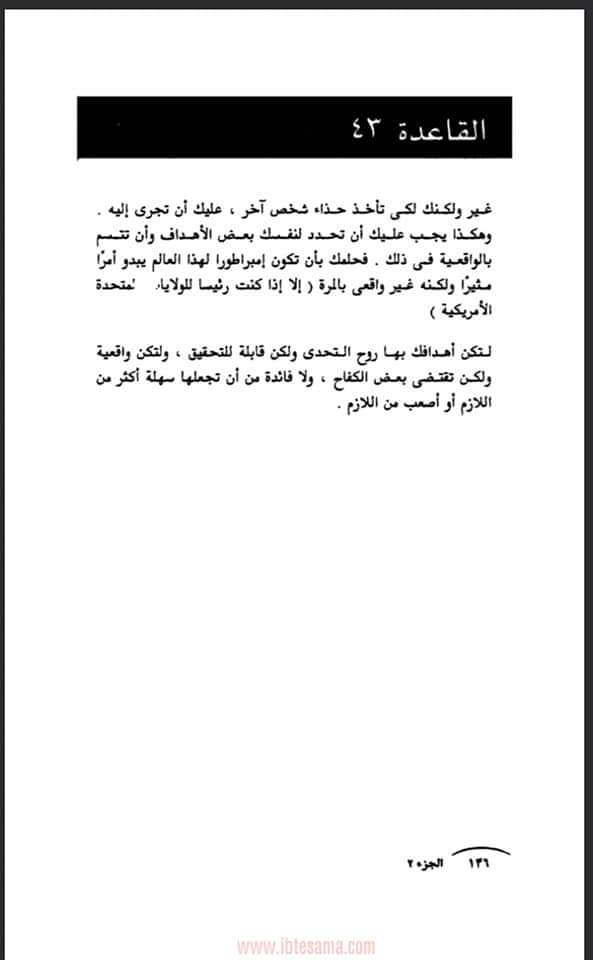 القاعدة ٤٣
غير ولكنك لكى تأخذ حذاء شخص آخر ، عليك أن تجرى إليه .
وهكذا يجب عليك أن تحدد لنفسك بعض الأهداف وأن تتسم
بالواقعية فى ذلك . فحلمك بأن تكون إمبراطورا لهذا العالم يبدو أمرًا
مثيرًا ولكنه غير واقعى بالمرة ( إلا إذا كنت رئيسا للولايا لمتحدة
الأمريكية )
لتكن أهدافك بها روح التحدى ولكن قابلة للتحقيق ، ولتكن واقعية
ولكن تقتضى بعض الكفاح ، ولا فائدة من أن تجعلها سهلة أكثر من
اللازم أو أصعب من اللازم .
١٣٦ الجزء ٢
www.ibtesama.com